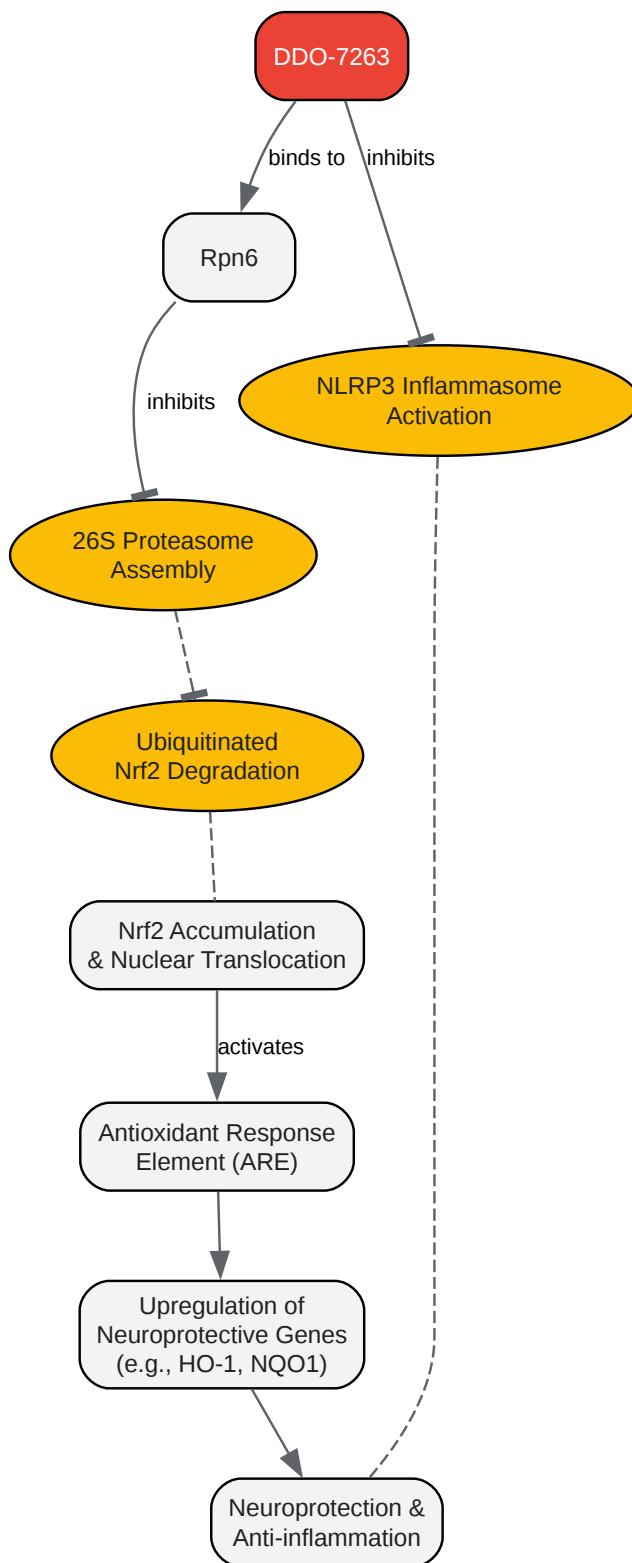 DDO-7263
binds to
inhibits
Rpn6
NLRP3 Inflammasome
Activation
inhibits
26S Proteasome
Assembly
Ubiquitinated
Nrf2 Degradation
Nrf2 Accumulation
& Nuclear Translocation
activates
Antioxidant Response
Element (ARE)
Upregulation of
Neuroprotective Genes
(e.g., HO-1, NQO1)
Neuroprotection &
Anti-inflammation